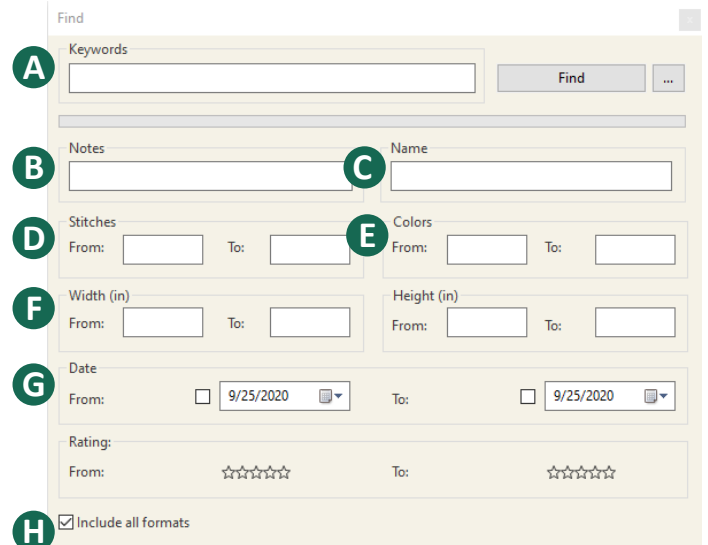 Find
x
A
Keywords
Find
...
B
Notes
C
Name
D
Stitches
From: To:
E
Colors
From: To:
F
Width (in)
From: To:
Height (in)
From: To:
G
Date
From: 9/25/2020 To: 9/25/2020
Rating:
From: To:
H
Include all formats